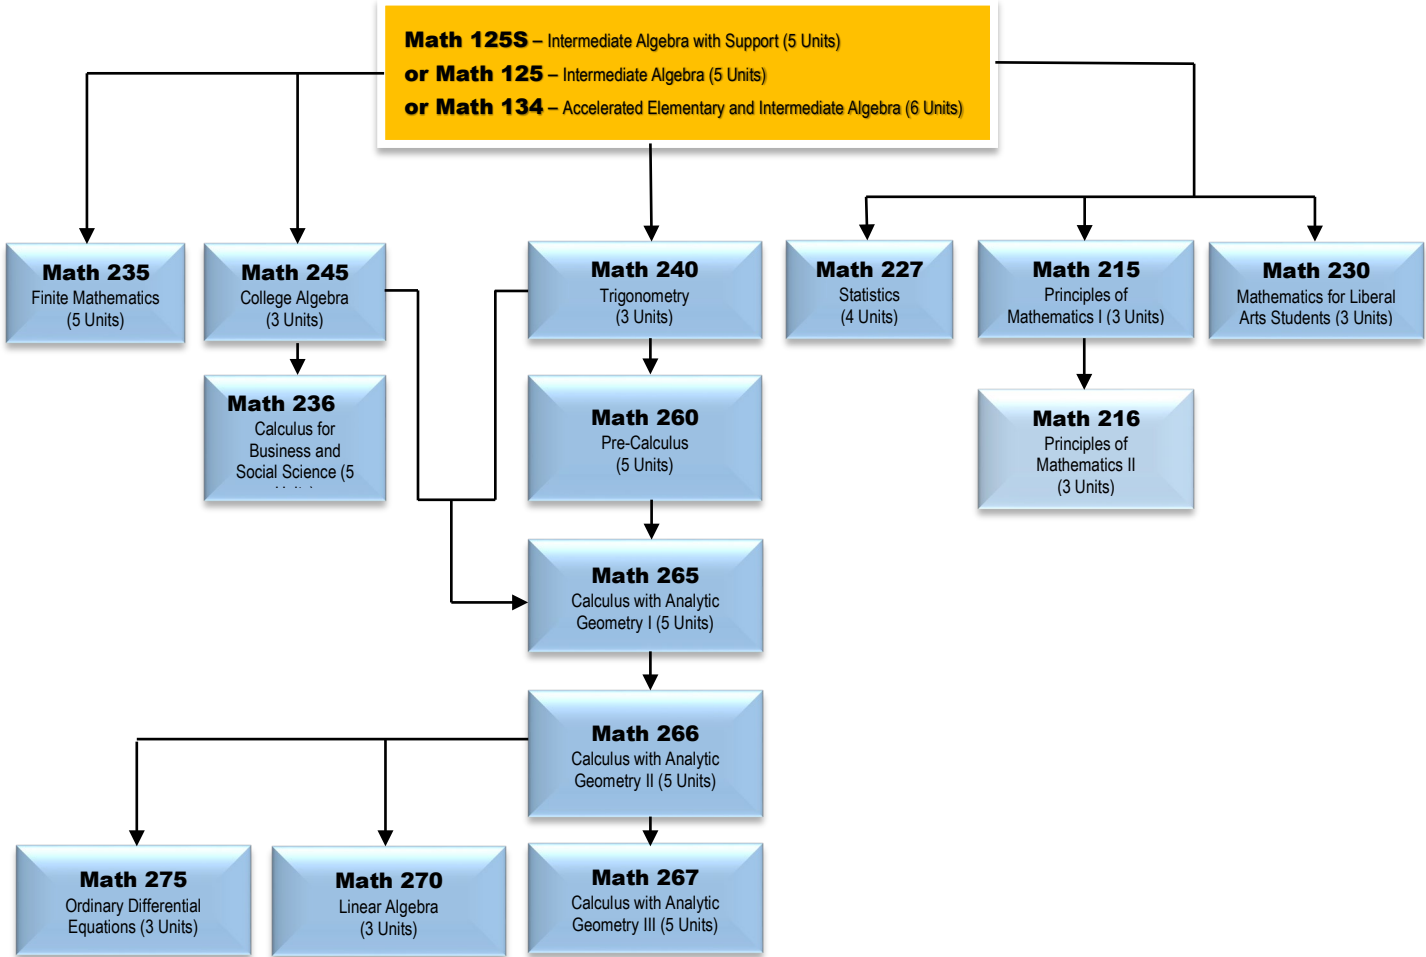 Math 125S – Intermediate Algebra with Support (5 Units)
or Math 125 – Intermediate Algebra (5 Units)
or Math 134 – Accelerated Elementary and Intermediate Algebra (6 Units)
Math 235
Finite Mathematics
(5 Units)
Math 245
College Algebra
(3 Units)
Math 240
Trigonometry
(3 Units)
Math 227
Statistics
(4 Units)
Math 215
Principles of
Mathematics I (3 Units)
Math 230
Mathematics for Liberal
Arts Students (3 Units)
Math 236
Calculus for
Business and
Social Science (5
Math 260
Pre-Calculus
(5 Units)
Math 216
Principles of
Mathematics II
(3 Units)
Math 265
Calculus with Analytic
Geometry I (5 Units)
Math 266
Calculus with Analytic
Geometry II (5 Units)
Math 275
Ordinary Differential
Equations (3 Units)
Math 270
Linear Algebra
(3 Units)
Math 267
Calculus with Analytic
Geometry III (5 Units)